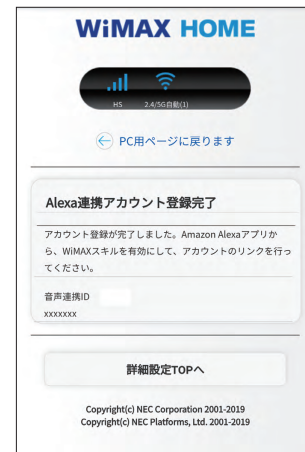 WiMAX HOME
HS 2.4/5G自動(1)
PC用ページに戻ります
Alexa連携アカウント登録完了
アカウント登録が完了しました。Amazon Alexaアプリか
ら、WiMAXスキルを有効にして、アカウントのリンクを行っ
てください。
音声連携ID
xxxxxxx
詳細設定TOPへ
Copyright(c) NEC Corporation 2001-2019
Copyright(c) NEC Platforms, Ltd. 2001-2019